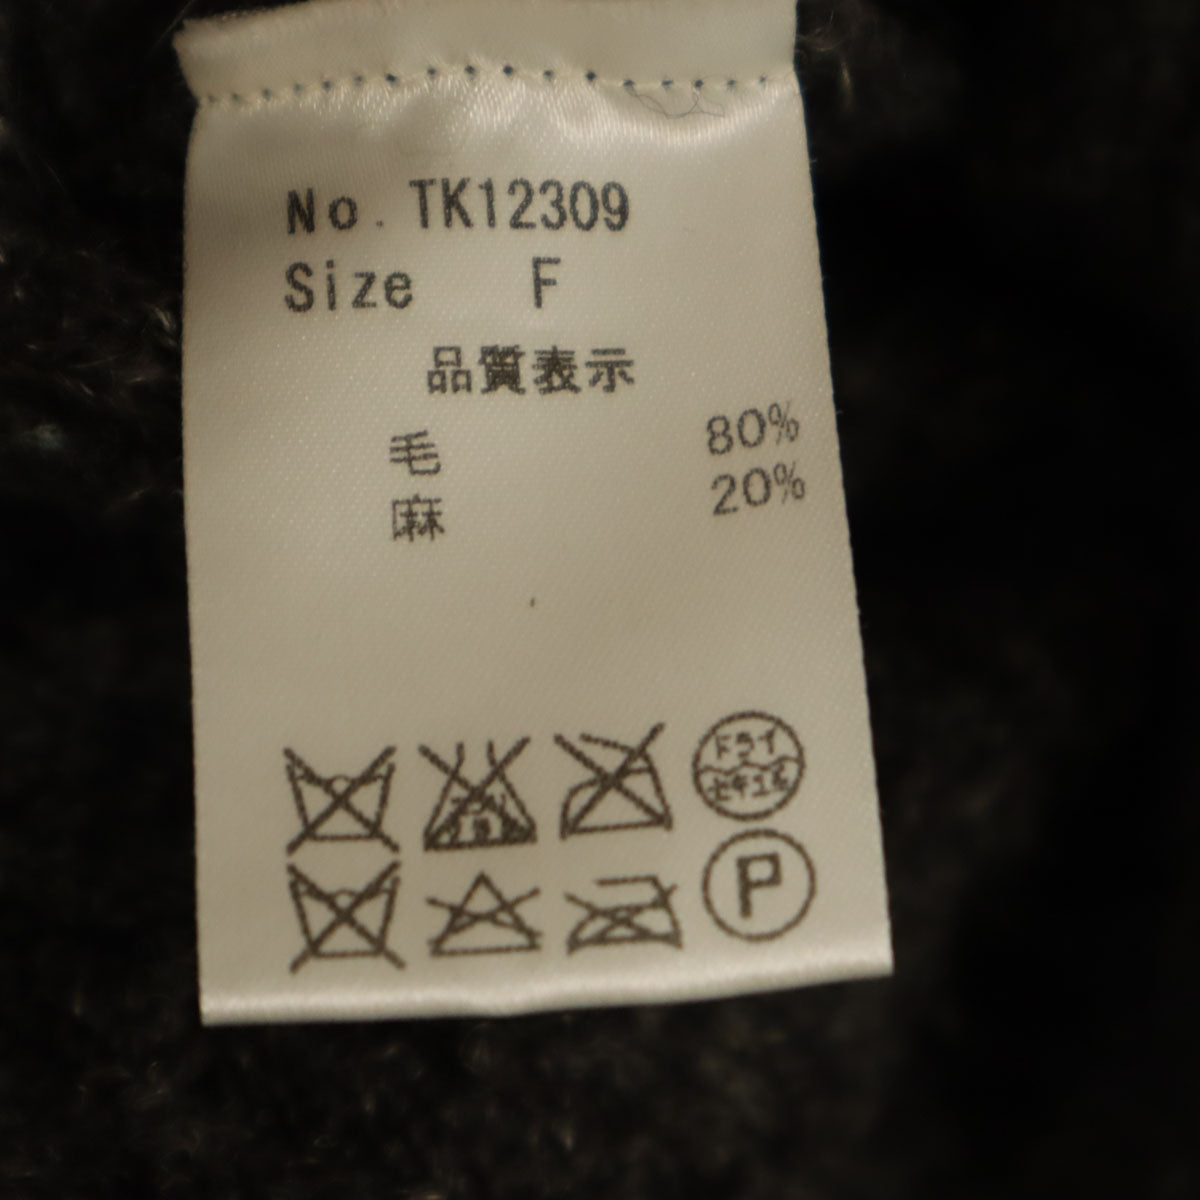 No. TK12309
Size F
品質表示
毛 80%
麻 20%
ドライ
セキユ系
P